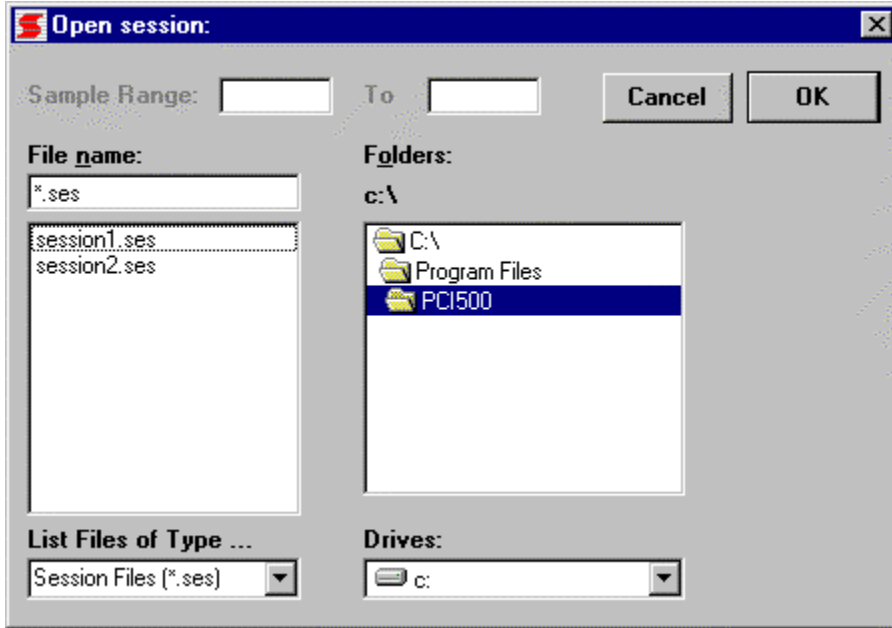 Open session:
Sample Range: To Cancel OK
File name: Folders:
*.ses c:\
session1.ses C:\
session2.ses Program Files
PCI500
List Files of Type ... Drives:
Session Files (*.ses) c: